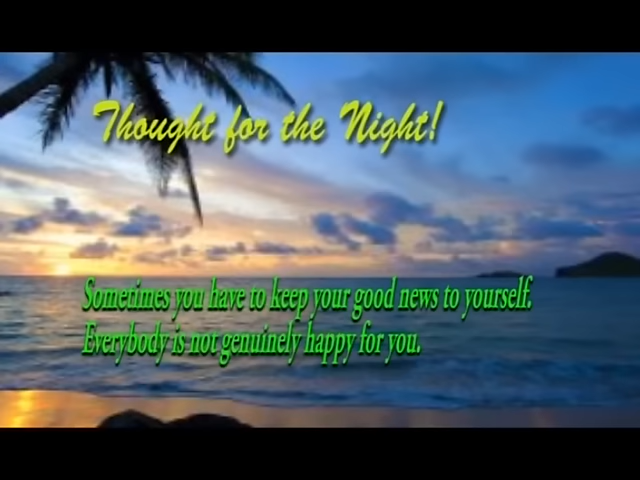 Thought for the Night!
Sometimes you have to keep your good news to yourself.
Everybody is not genuinely happy for you.